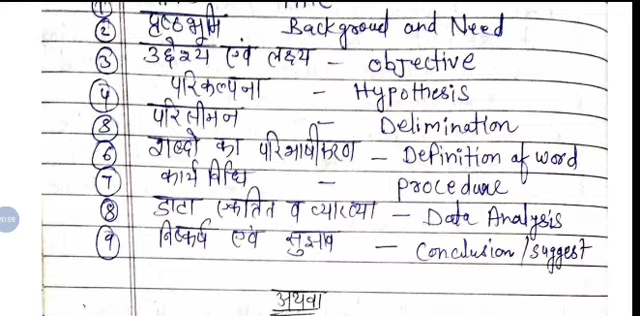 ② पृष्ठभूमि Backgroud and Need
③ उद्देश्य एवं लक्ष्य - objective
④ परिकल्पना - Hypothesis
⑧ परिसीमन - Delimination
⑥ शब्दो का परिभाषीकरण - Definition of word
⑦ कार्य विधि - procedure
⑧ डाटा एकत्रित व व्याख्या - Data Analysis
⑨ निष्कर्ष एवं सुझाव - Conclusion/suggest
अथवा